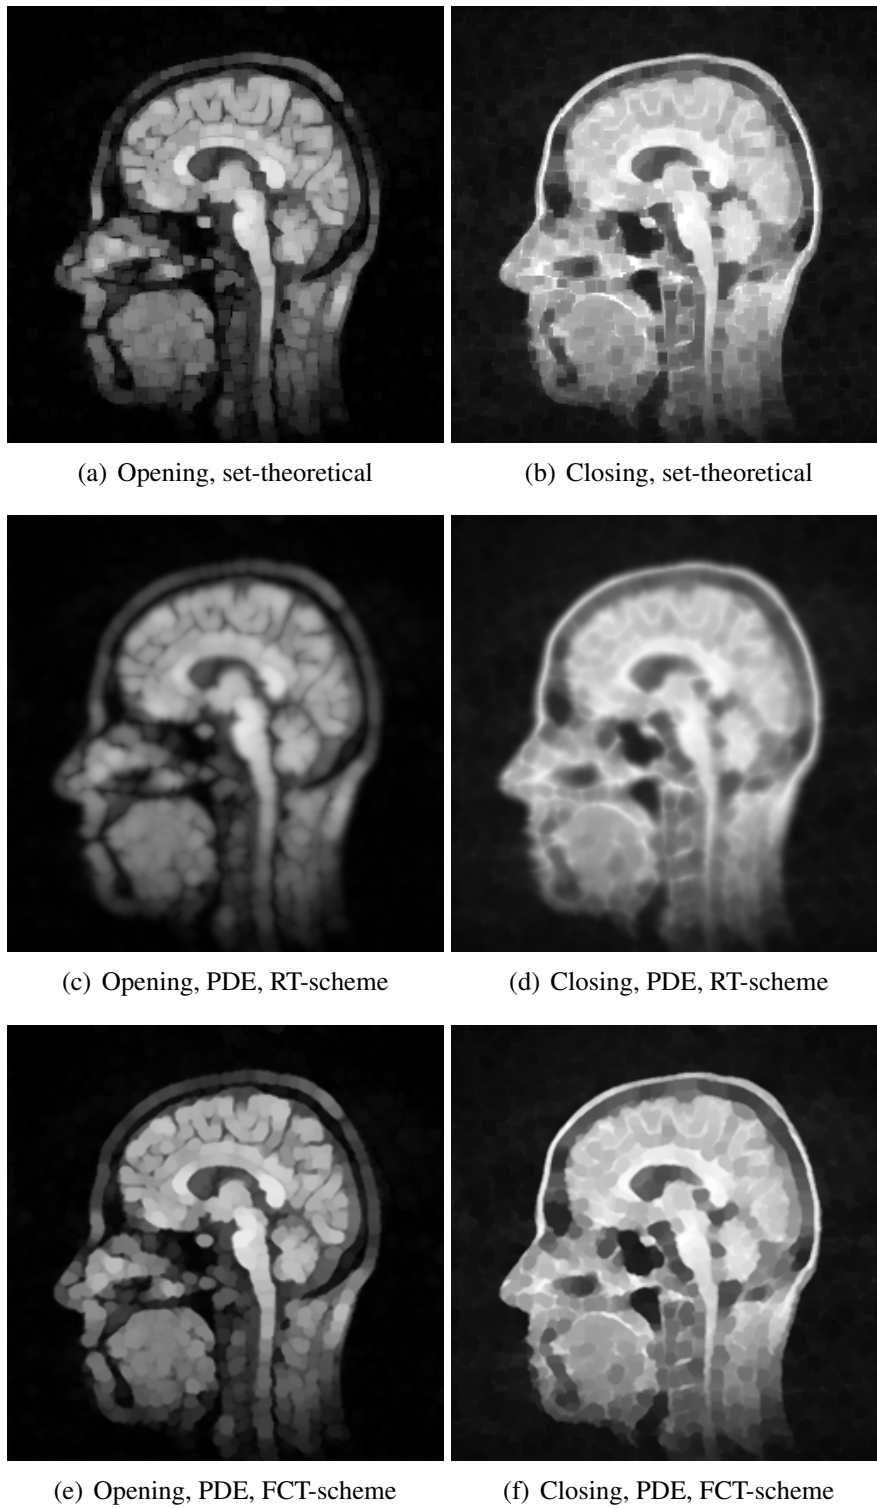 (a) Opening, set-theoretical
(b) Closing, set-theoretical
(c) Opening, PDE, RT-scheme
(d) Closing, PDE, RT-scheme
(e) Opening, PDE, FCT-scheme
(f) Closing, PDE, FCT-scheme